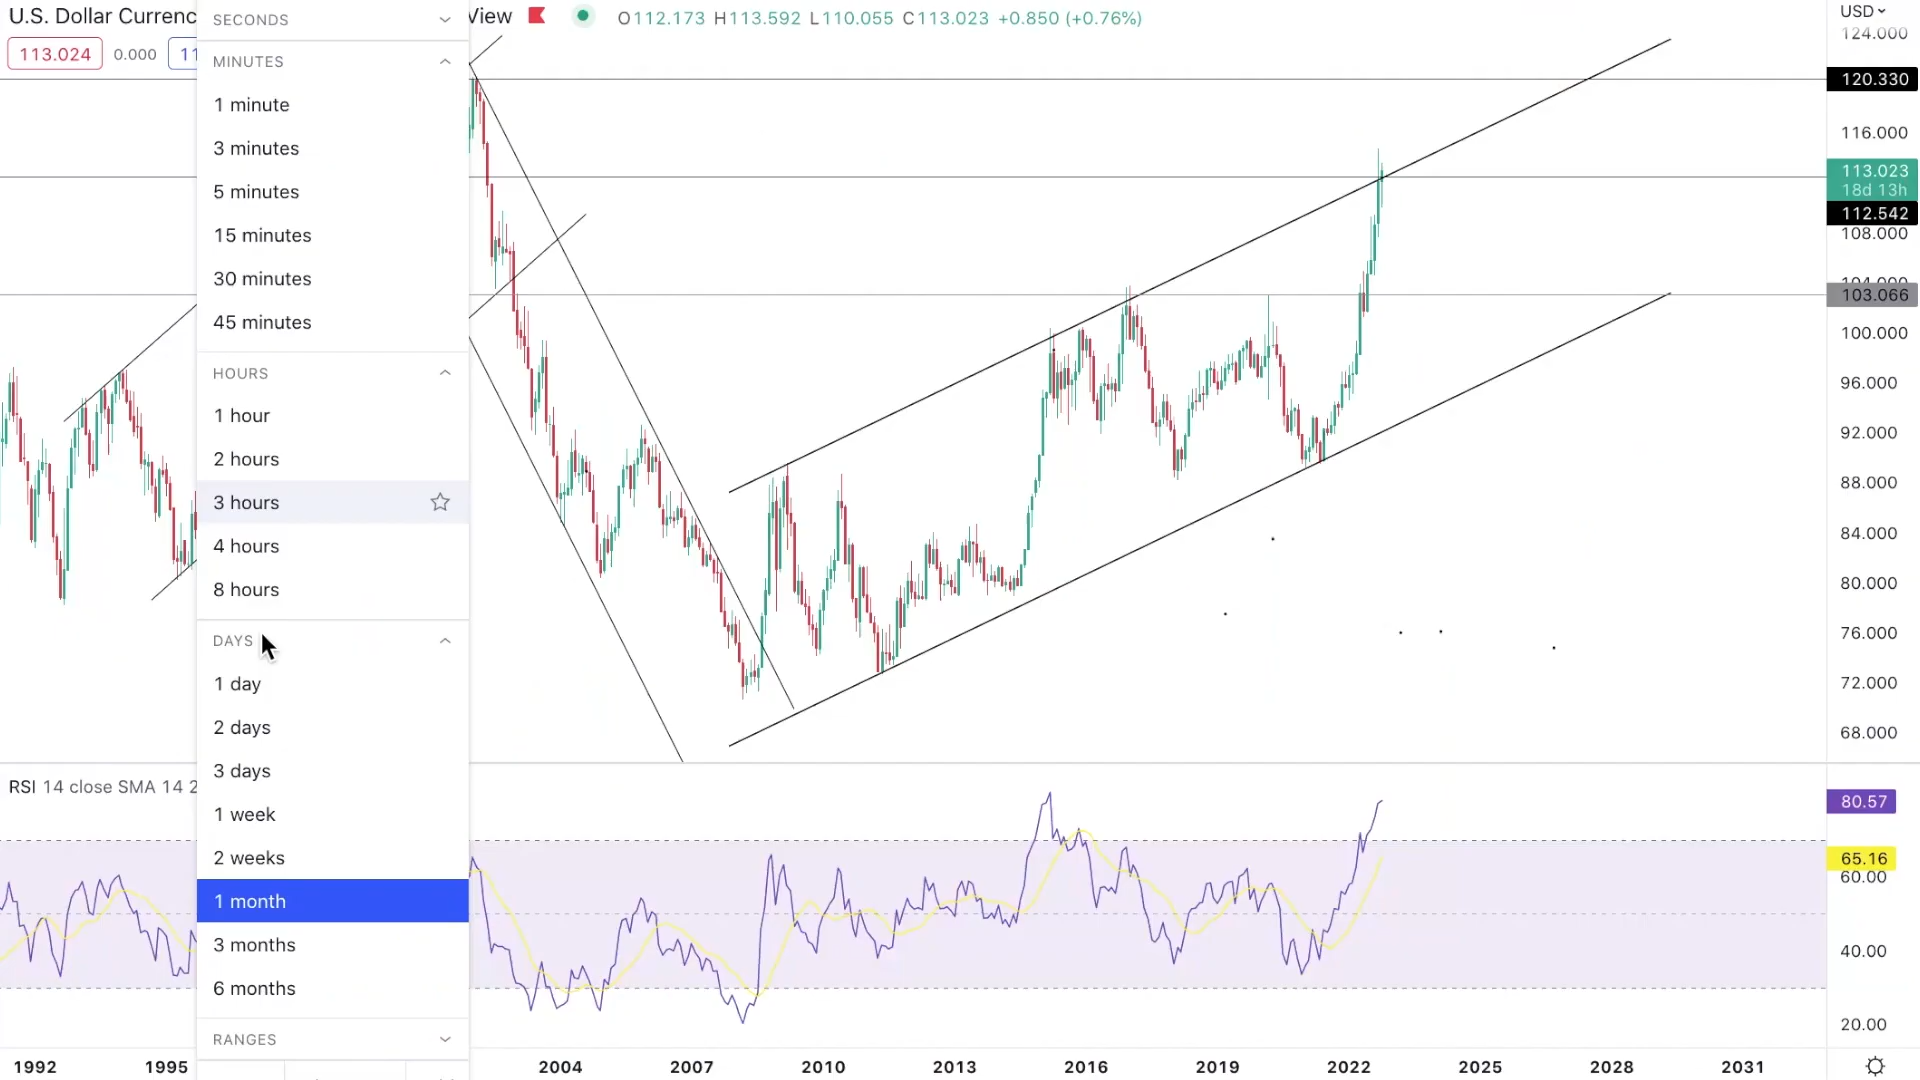 U.S. Dollar Currenc
View
O112.173 H113.592 L110.055 C113.023 +0.850 (+0.76%)
USD
113.024
0.000
11
SECONDS
MINUTES
1 minute
3 minutes
5 minutes
15 minutes
30 minutes
45 minutes
HOURS
1 hour
2 hours
3 hours
4 hours
8 hours
DAYS
1 day
2 days
3 days
1 week
2 weeks
1 month
3 months
6 months
RANGES
124.000
120.330
116.000
113.023
18d 13h
112.542
108.000
104.000
103.066
100.000
96.000
92.000
88.000
84.000
80.000
76.000
72.000
68.000
RSI 14 close SMA 14 2
80.57
65.16
60.00
40.00
20.00
1992 1995 2004 2007 2010 2013 2016 2019 2022 2025 2028 2031